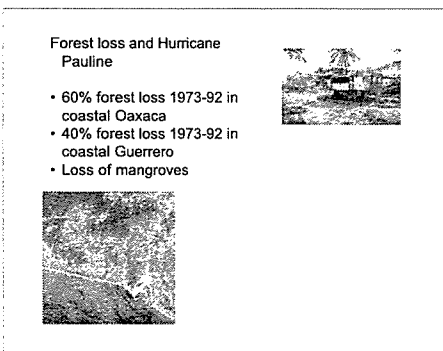 Forest loss and Hurricane
Pauline
• 60% forest loss 1973-92 in
coastal Oaxaca
• 40% forest loss 1973-92 in
coastal Guerrero
• Loss of mangroves